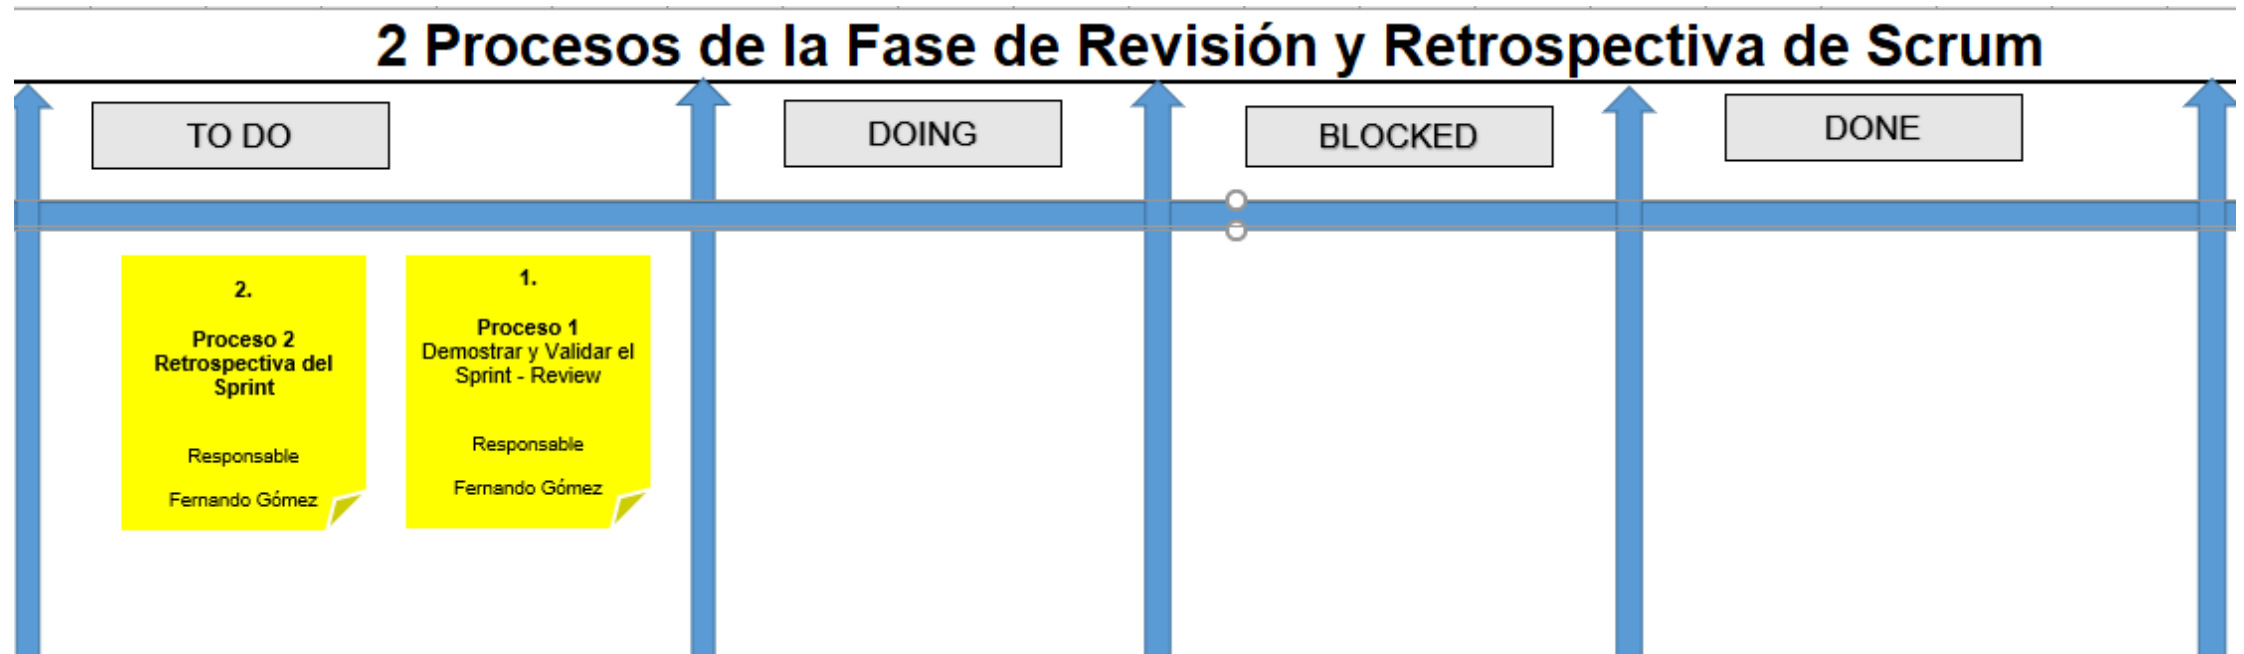 2 Procesos de la Fase de Revisión y Retrospectiva de Scrum
TO DO
DOING
BLOCKED
DONE
2.
Proceso 2
Retrospectiva del
Sprint
Responsable
Fernando Gómez
1.
Proceso 1
Demostrar y Validar el
Sprint - Review
Responsable
Fernando Gómez